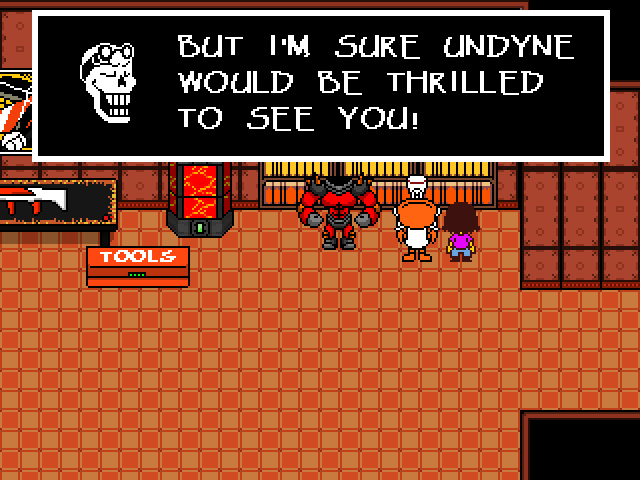 BUT I'M SURE UNDYNE
WOULD BE THRILLED
TO SEE YOU!
TOOLS